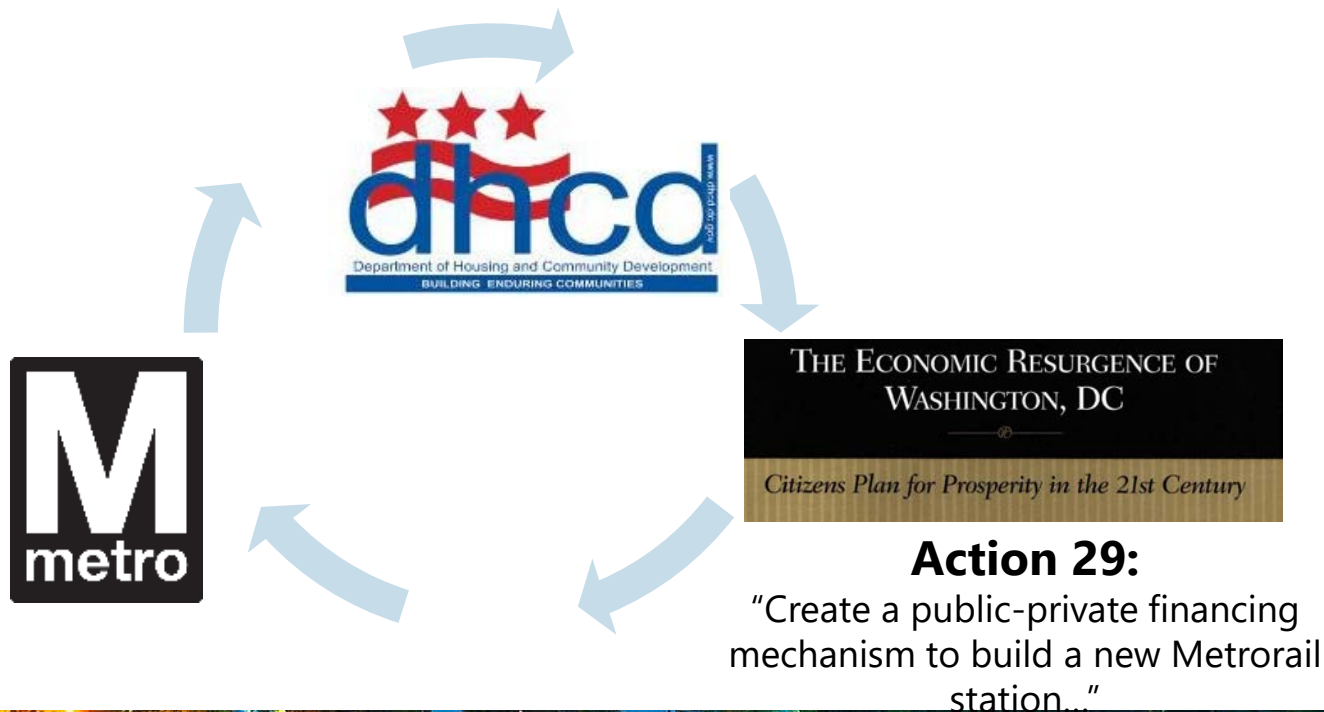 dhcd
www.dhcd.dc.gov
Department of Housing and Community Development
BUILDING ENDURING COMMUNITIES
M
metro
THE ECONOMIC RESURGENCE OF
WASHINGTON, DC
Citizens Plan for Prosperity in the 21st Century
Action 29:
“Create a public-private financing
mechanism to build a new Metrorail
station...”